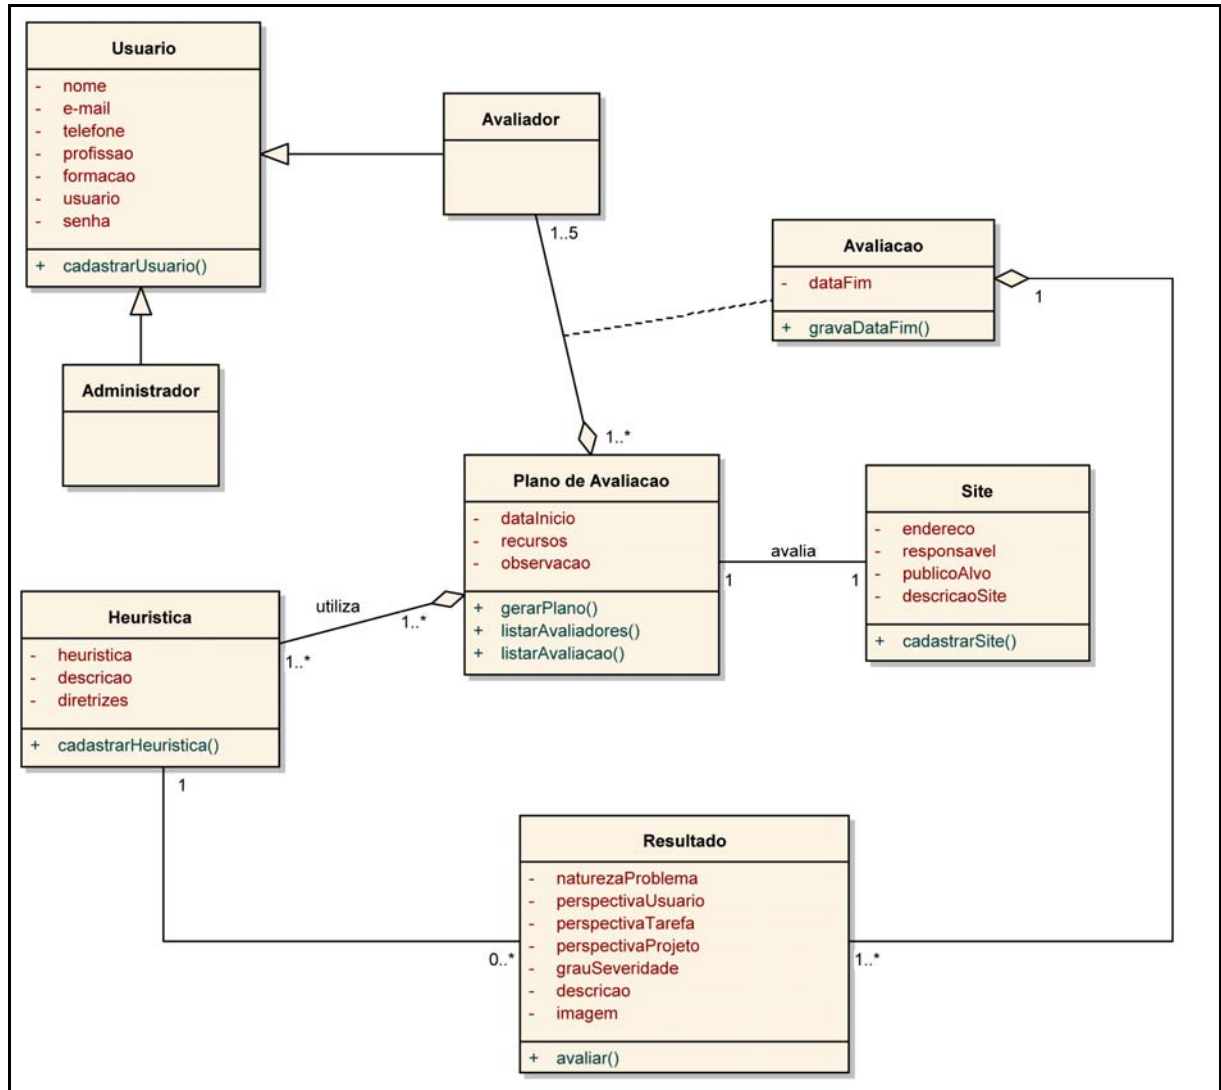 Usuario
- nome
- e-mail
- telefone
- profissao
- formacao
- usuario
- senha
+ cadastrarUsuario()
Avaliador
1..5
Avaliacao
- dataFim
+ gravaDataFim()
1
Administrador
1..*
Plano de Avaliacao
- dataInicio
- recursos
- observacao
+ gerarPlano()
+ listarAvaliadores()
+ listarAvaliacao()
avalia
1
1
Site
- endereco
- responsavel
- publicoAlvo
- descricaoSite
+ cadastrarSite()
utiliza
1..*
1..*
Heuristica
- heuristica
- descricao
- diretrizes
+ cadastrarHeuristica()
1
Resultado
- naturezaProblema
- perspectivaUsuario
- perspectivaTarefa
- perspectivaProjeto
- grauSeveridade
- descricao
- imagem
+ avaliar()
0..*
1..*